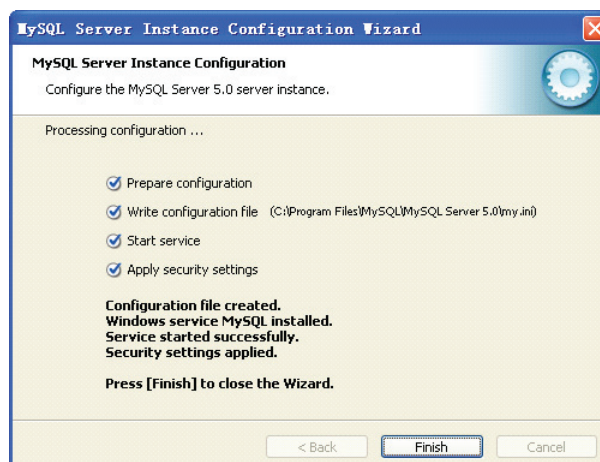 MySQL Server Instance Configuration Wizard
MySQL Server Instance Configuration
Configure the MySQL Server 5.0 server instance.
Processing configuration ...
Prepare configuration
Write configuration file (C:\Program Files\MySQL\MySQL Server 5.0\my.ini)
Start service
Apply security settings
Configuration file created.
Windows service MySQL installed.
Service started successfully.
Security settings applied.
Press [Finish] to close the Wizard.
< Back Finish Cancel